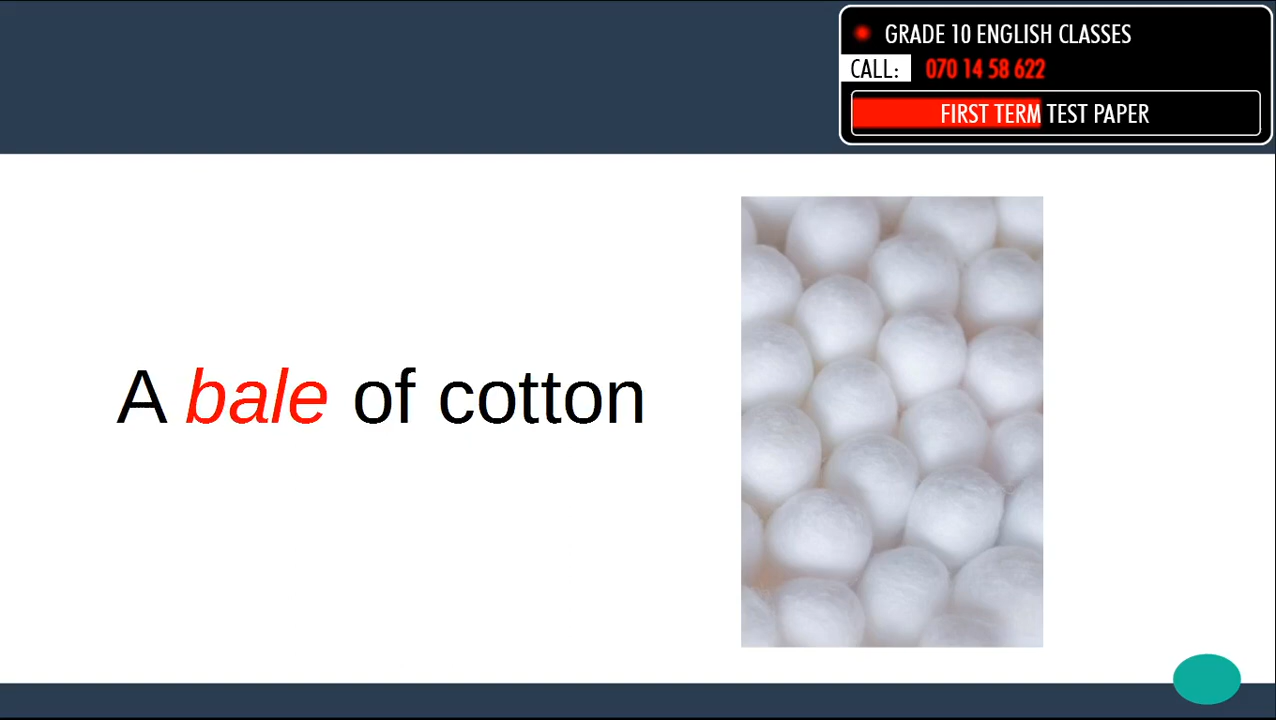 GRADE 10 ENGLISH CLASSES
CALL: 070 14 58 622
FIRST TERM TEST PAPER
A bale of cotton